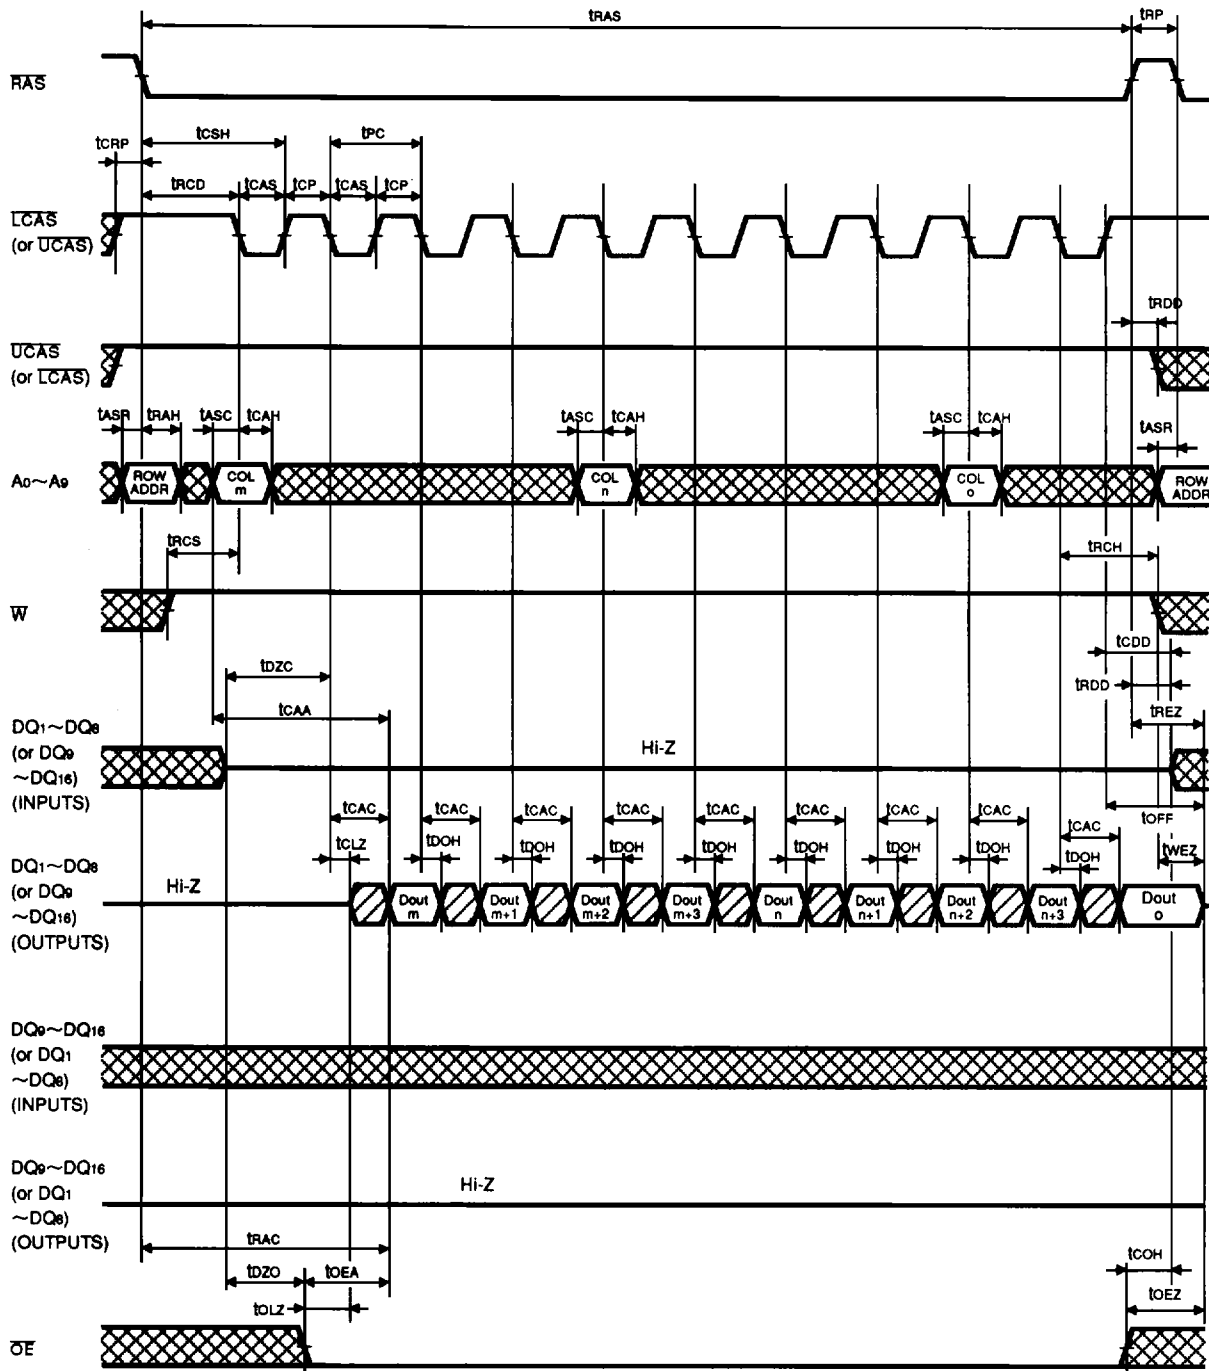 tRAS tRP
RAS
tCSH tPC
tCRP
tRCD tCAS tCP tCAS tCP
LCAS
(or UCAS)
tRDD
UCAS
(or LCAS)
tASR tRAH tASC tCAH tASC tCAH tASC tCAH
tASR
A0~A9 ROW ADDR COL m COL n COL o ROW ADDR
tRCS tRCH
W
tCDD
tDZC
tRDD
tCAA tREZ
DQ1~DQ8
(or DQ9
~DQ16)
(INPUTS)
Hi-Z
tOFF
tCAC tCAC tCAC tCAC tCAC tCAC tCAC tCAC tCAC
tCLZ tDOH tDOH tDOH tDOH tDOH tDOH tDOH tDOH tWEZ
DQ1~DQ8
(or DQ9
~DQ16)
(OUTPUTS)
Hi-Z
Dout m Dout m+1 Dout m+2 Dout m+3 Dout n Dout n+1 Dout n+2 Dout n+3 Dout o
DQ9~DQ16
(or DQ1
~DQ8)
(INPUTS)
DQ9~DQ16
(or DQ1
~DQ8)
(OUTPUTS)
Hi-Z
tRAC
tCOH
tDZO tOEA
tOLZ tOEZ
OE